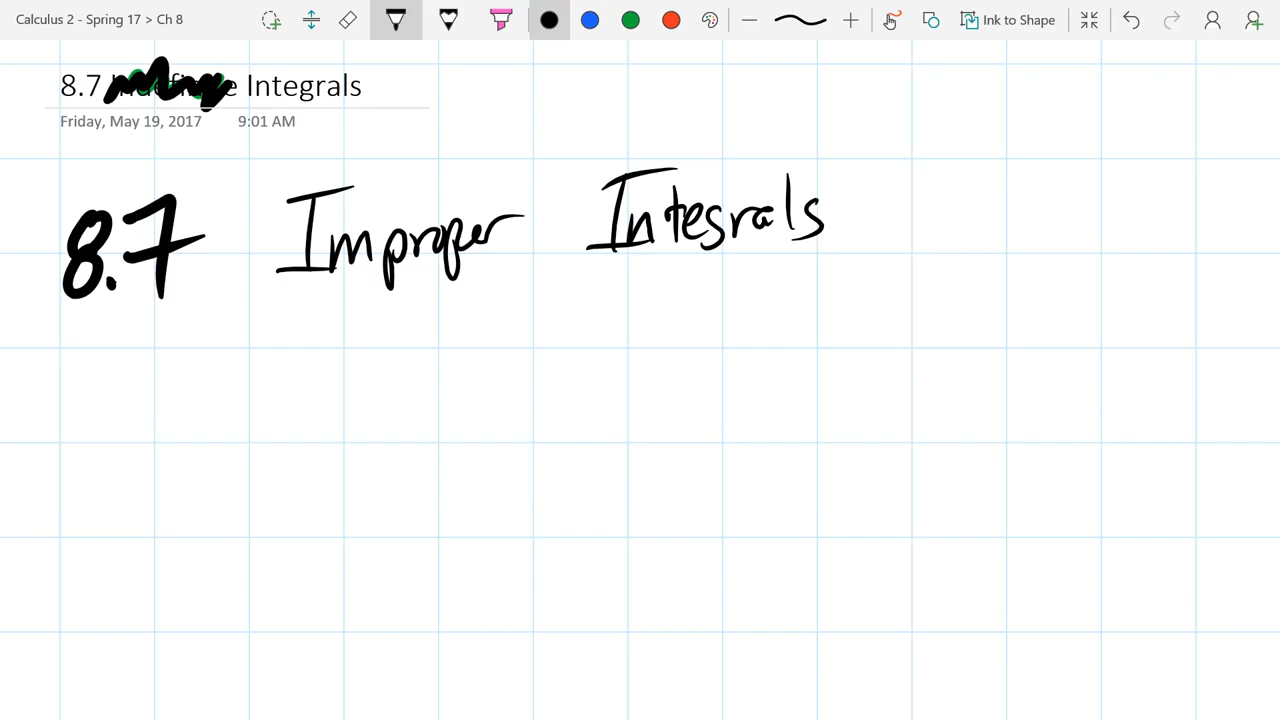 Calculus 2 - Spring 17 > Ch 8
Ink to Shape
8.7 Integrals
Friday, May 19, 2017 9:01 AM
8.7 Improper Integrals